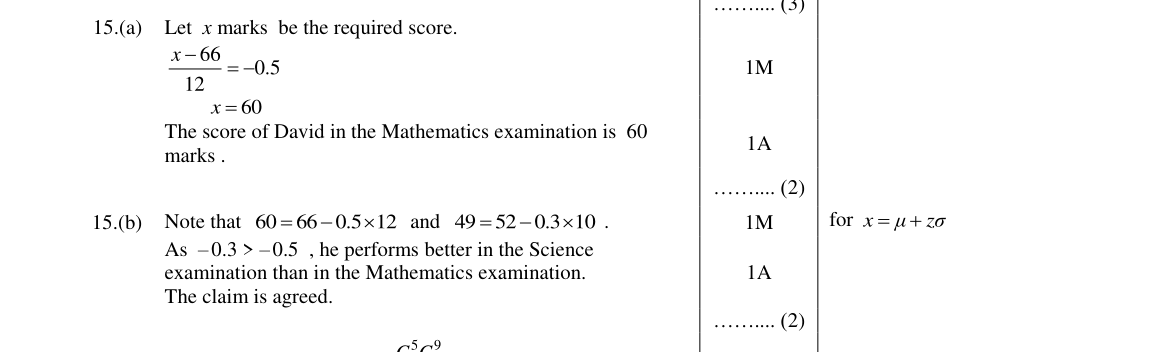 .......... (3)
15.(a) Let x marks be the required score.
(x − 66)/12 = −0.5 1M
x = 60
The score of David in the Mathematics examination is 60
marks . 1A
.......... (2)
15.(b) Note that 60 = 66 − 0.5×12 and 49 = 52 − 0.3×10 . 1M for x = μ + zσ
As −0.3 > −0.5 , he performs better in the Science
examination than in the Mathematics examination. 1A
The claim is agreed.
.......... (2)
C⁵C⁹